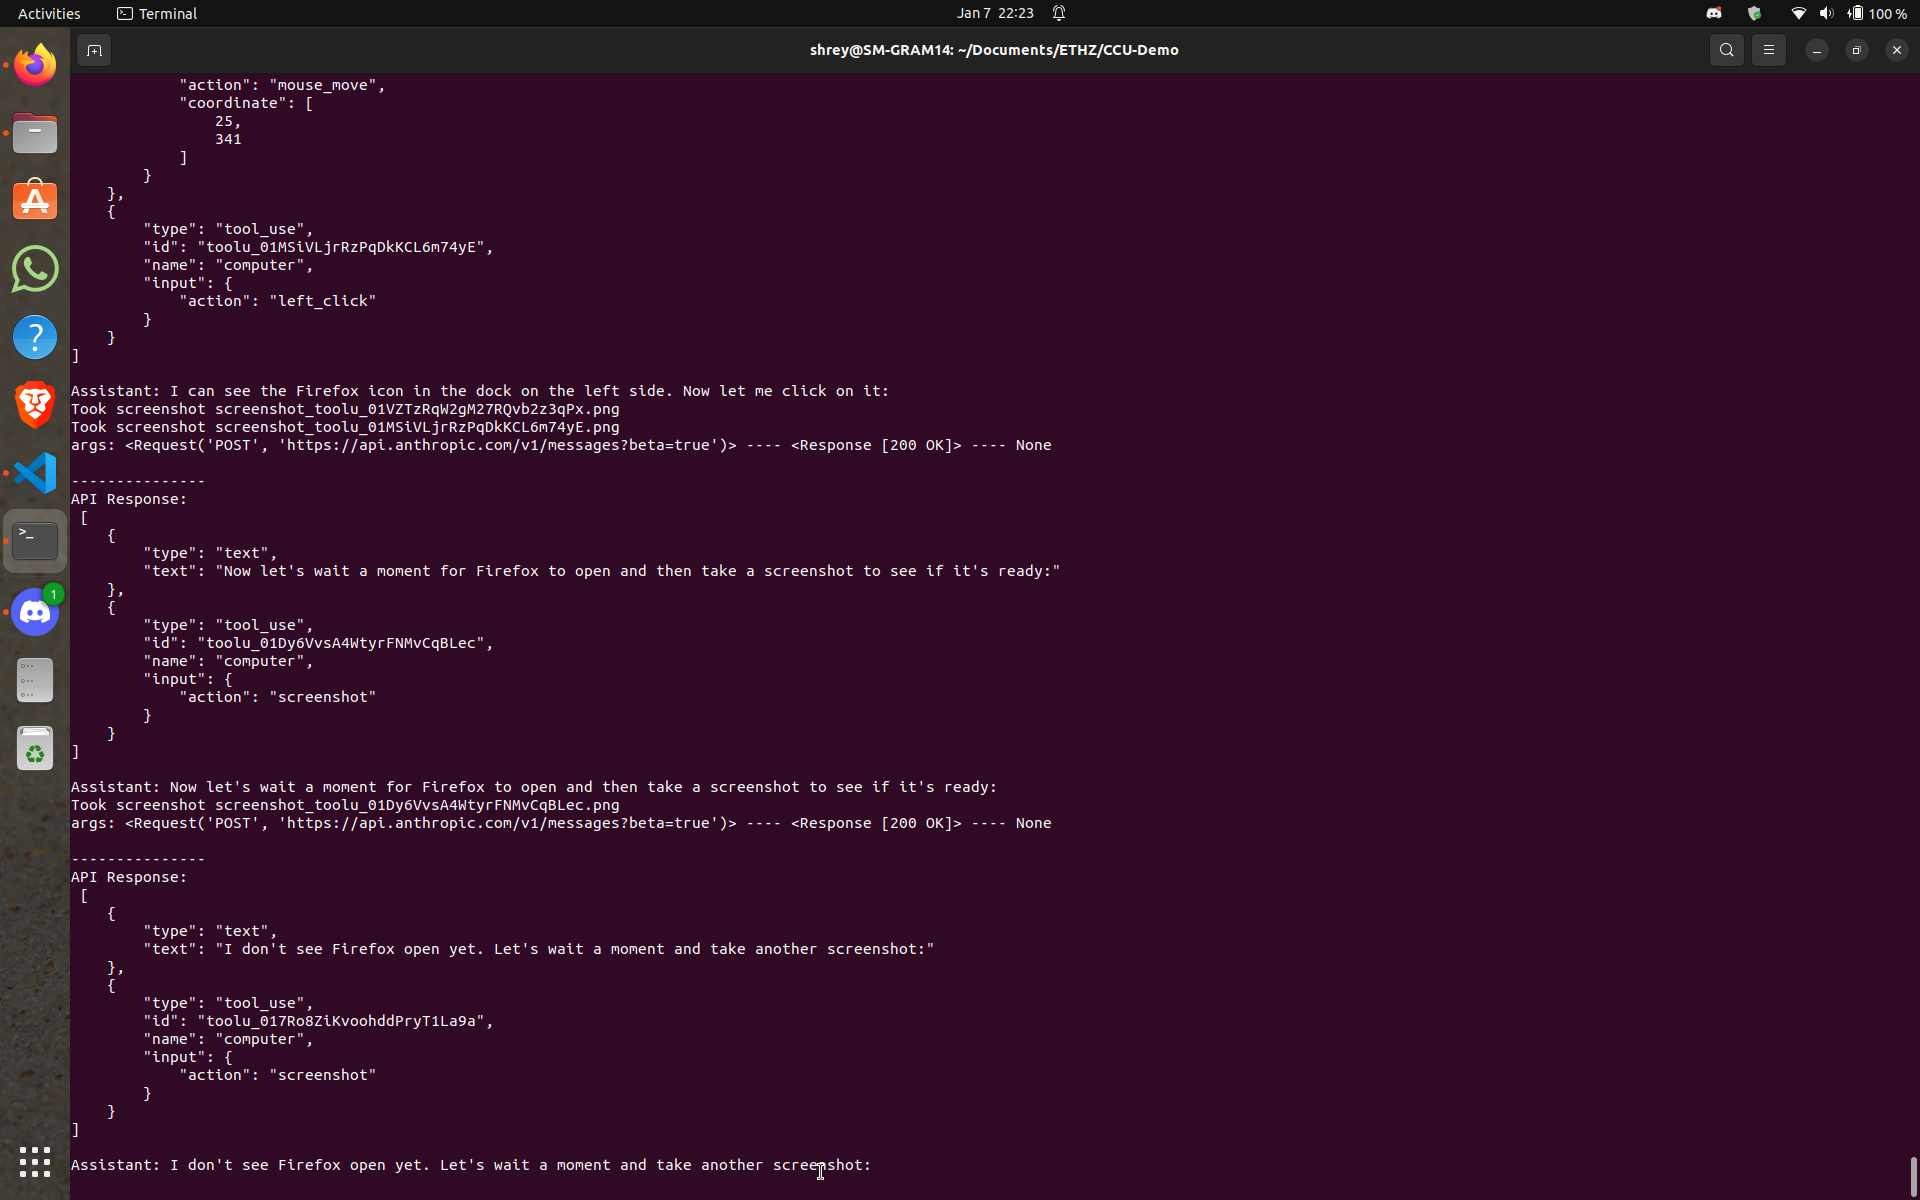 Activities Terminal Jan 7 22:23 100 %
shrey@SM-GRAM14: ~/Documents/ETHZ/CCU-Demo
"action": "mouse_move",
"coordinate": [
25,
341
]
}
},
{
"type": "tool_use",
"id": "toolu_01MSiVLjrRzPqDkKCL6m74yE",
"name": "computer",
"input": {
"action": "left_click"
}
}
]
Assistant: I can see the Firefox icon in the dock on the left side. Now let me click on it:
Took screenshot screenshot_toolu_01VZTzRqW2gM27RQvb2z3qPx.png
Took screenshot screenshot_toolu_01MSiVLjrRzPqDkKCL6m74yE.png
args: <Request('POST', 'https://api.anthropic.com/v1/messages?beta=true')> ---- <Response [200 OK]> ---- None
---------------
API Response:
[
{
"type": "text",
"text": "Now let's wait a moment for Firefox to open and then take a screenshot to see if it's ready:"
},
{
"type": "tool_use",
"id": "toolu_01Dy6VvsA4WtyrFNMvCqBLec",
"name": "computer",
"input": {
"action": "screenshot"
}
}
]
Assistant: Now let's wait a moment for Firefox to open and then take a screenshot to see if it's ready:
Took screenshot screenshot_toolu_01Dy6VvsA4WtyrFNMvCqBLec.png
args: <Request('POST', 'https://api.anthropic.com/v1/messages?beta=true')> ---- <Response [200 OK]> ---- None
---------------
API Response:
[
{
"type": "text",
"text": "I don't see Firefox open yet. Let's wait a moment and take another screenshot:"
},
{
"type": "tool_use",
"id": "toolu_017Ro8ZiKvoohddPryT1La9a",
"name": "computer",
"input": {
"action": "screenshot"
}
}
]
Assistant: I don't see Firefox open yet. Let's wait a moment and take another screenshot:
1